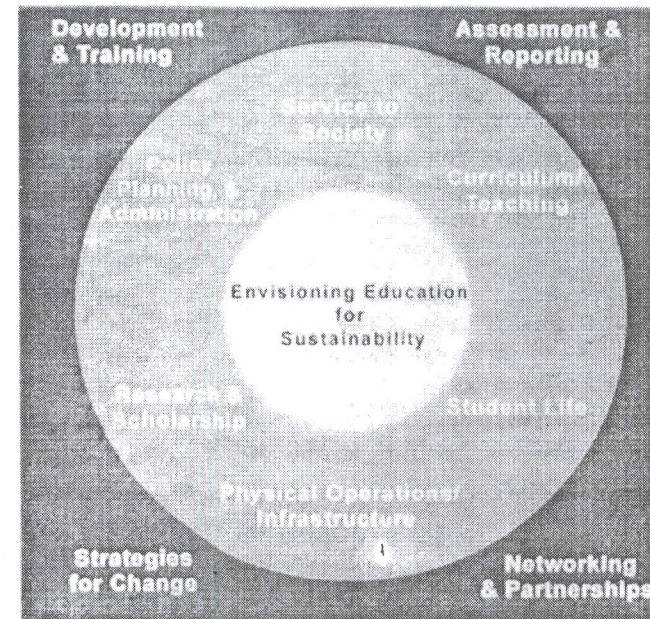 Development
& Training
Assessment &
Reporting
Service to
Society
Policy
Planning, &
Administration
Curriculum/
Teaching
Envisioning Education
for
Sustainability
Research &
Scholarship
Student Life
Physical Operations/
Infrastructure
Strategies
for Change
Networking
& Partnerships